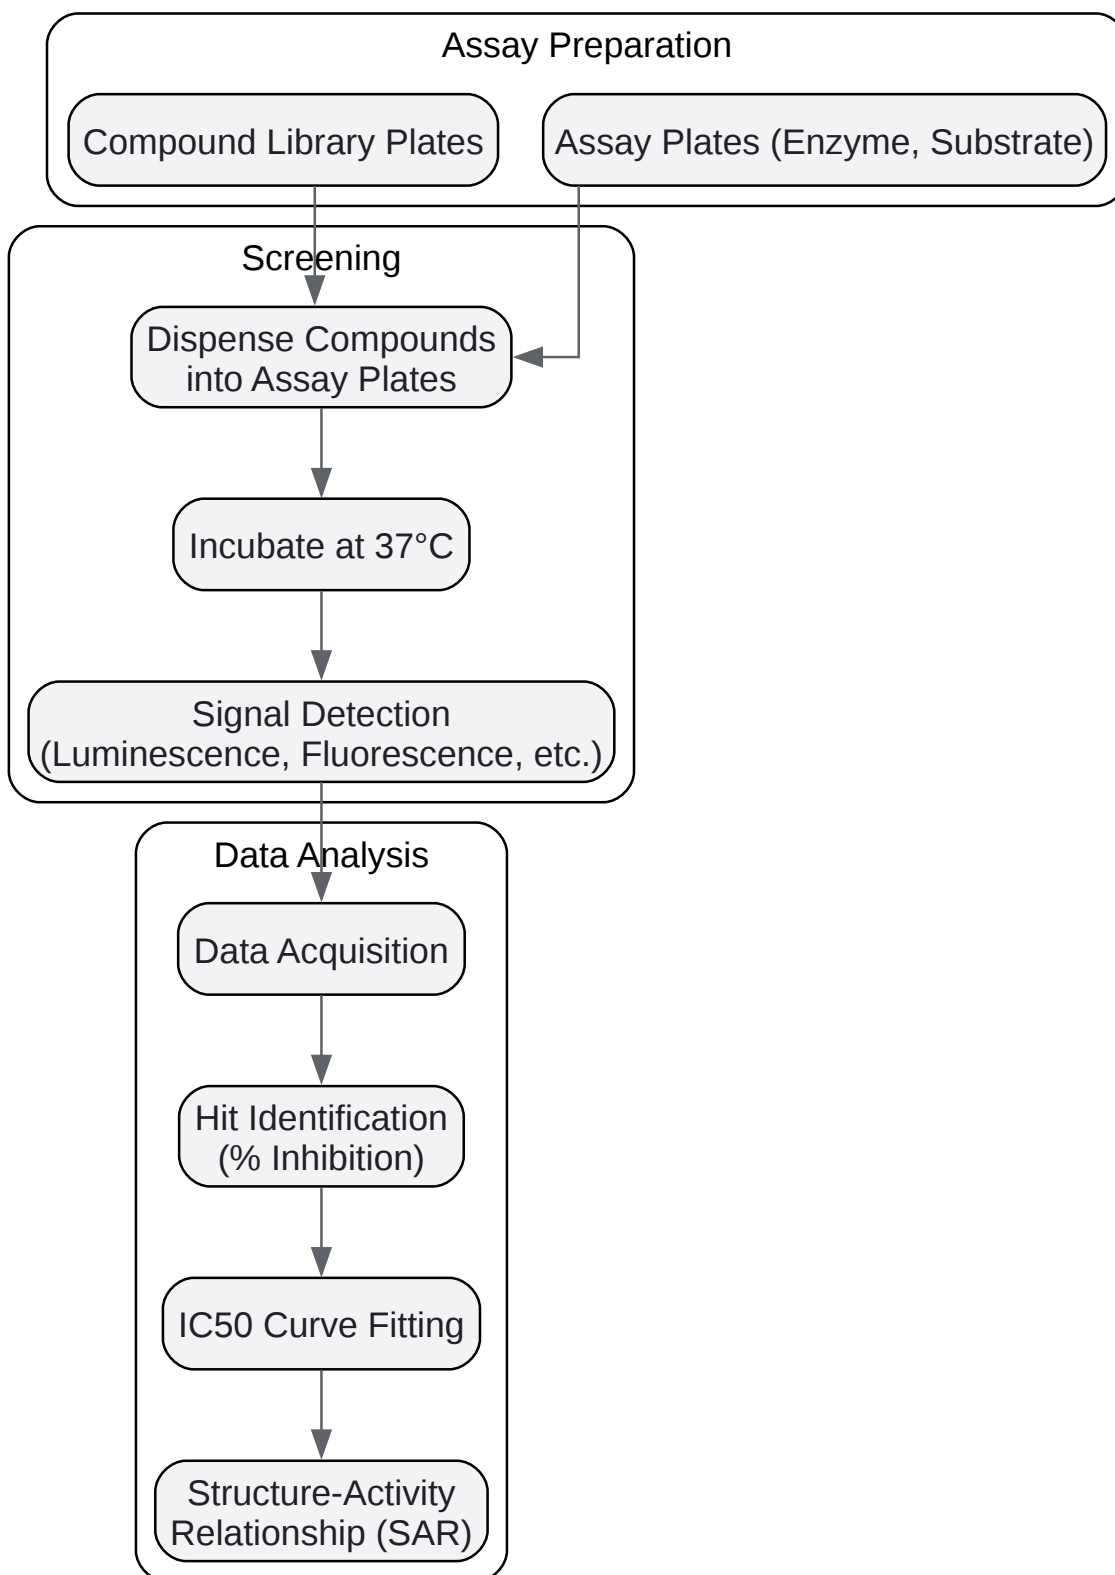 Assay Preparation
Compound Library Plates
Assay Plates (Enzyme, Substrate)
Screening
Dispense Compounds
into Assay Plates
Incubate at 37°C
Signal Detection
(Luminescence, Fluorescence, etc.)
Data Analysis
Data Acquisition
Hit Identification
(% Inhibition)
IC50 Curve Fitting
Structure-Activity
Relationship (SAR)